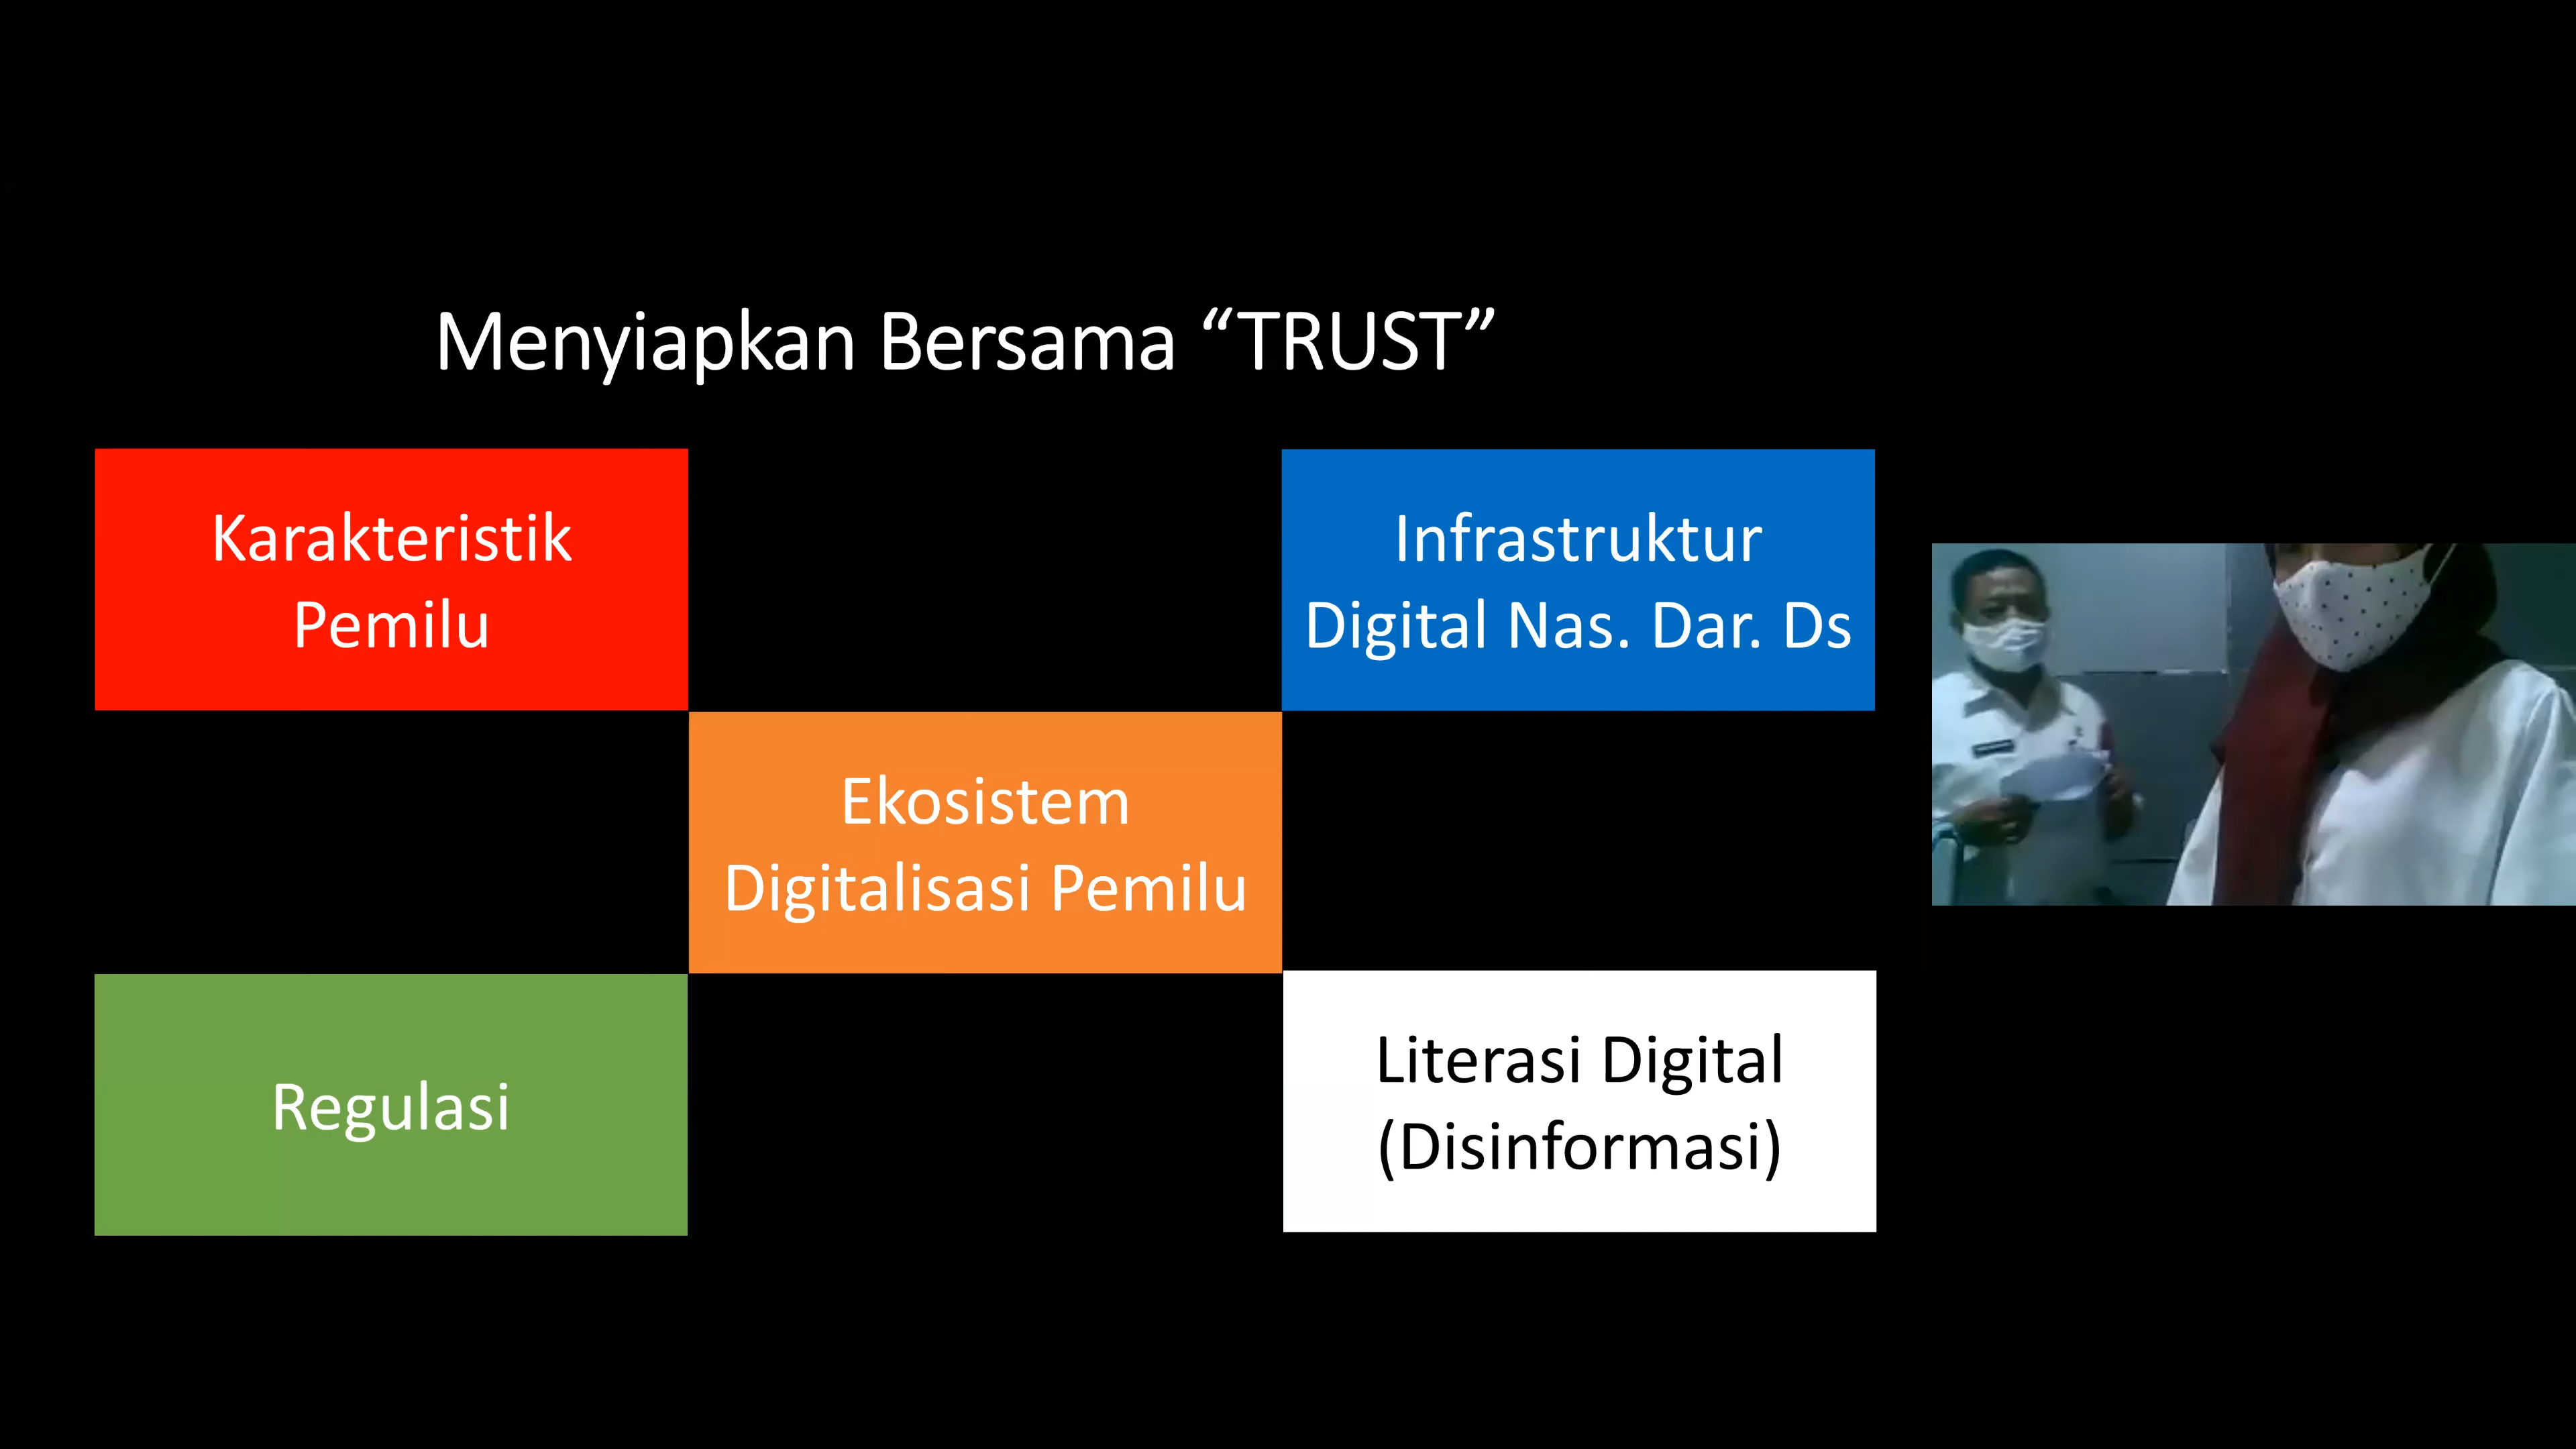 Menyiapkan Bersama “TRUST”
Karakteristik
Pemilu
Infrastruktur
Digital Nas. Dar. Ds
Ekosistem
Digitalisasi Pemilu
Regulasi
Literasi Digital
(Disinformasi)